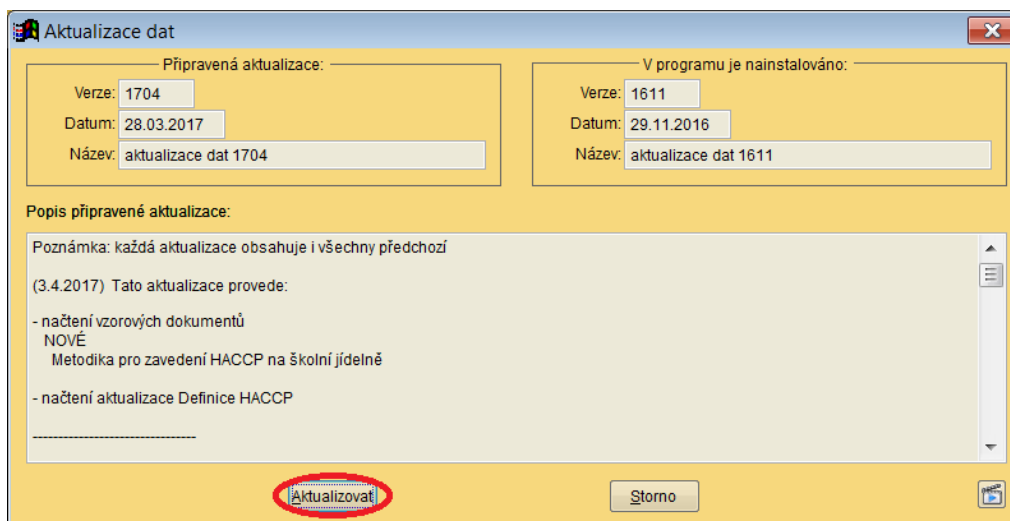 Aktualizace dat
Připravená aktualizace:
Verze: 1704
Datum: 28.03.2017
Název: aktualizace dat 1704
V programu je nainstalováno:
Verze: 1611
Datum: 29.11.2016
Název: aktualizace dat 1611
Popis připravené aktualizace:
Poznámka: každá aktualizace obsahuje i všechny předchozí
(3.4.2017) Tato aktualizace provede:
- načtení vzorových dokumentů
NOVÉ
Metodika pro zavedení HACCP na školní jídelně
- načtení aktualizace Definice HACCP
--------------------------------
Aktualizovat
Storno